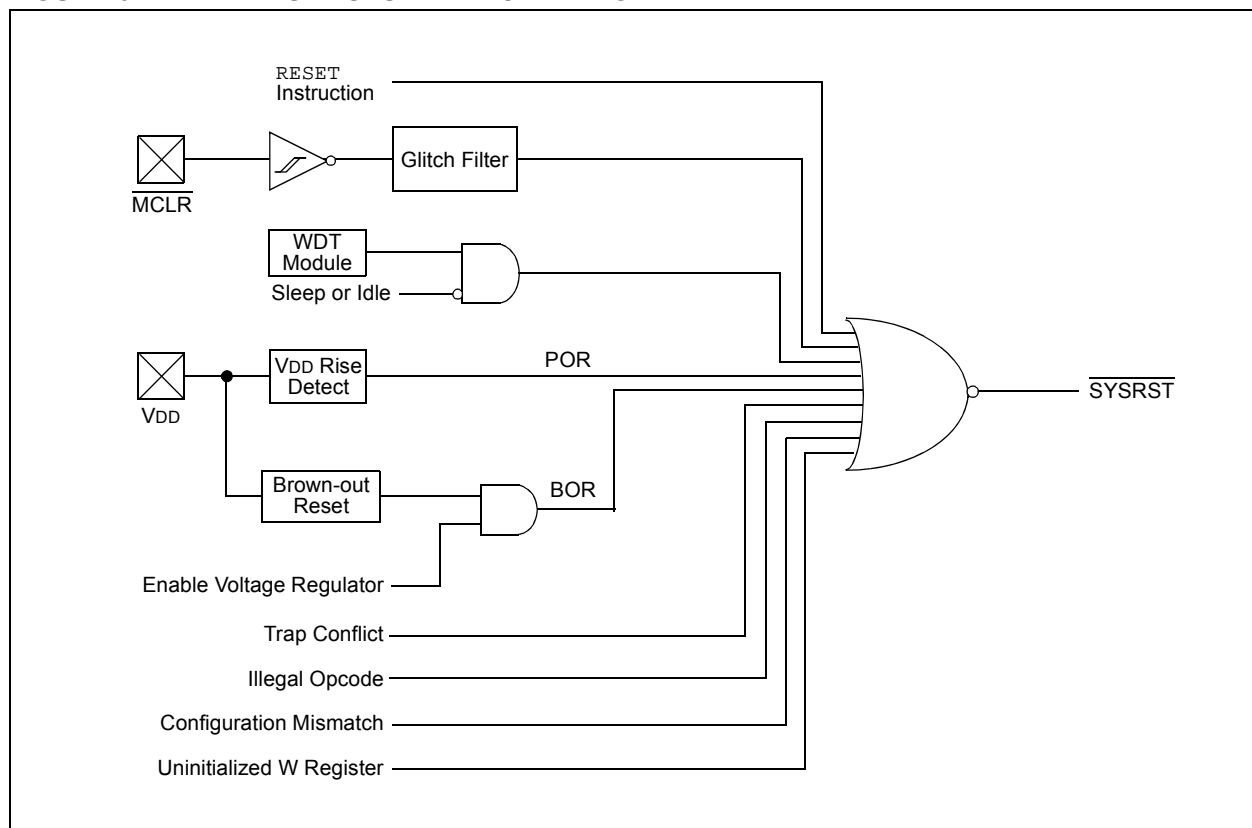 RESET
Instruction
Glitch Filter
MCLR
WDT
Module
Sleep or Idle
VDD Rise
Detect
POR
VDD
SYSRST
Brown-out
Reset
BOR
Enable Voltage Regulator
Trap Conflict
Illegal Opcode
Configuration Mismatch
Uninitialized W Register